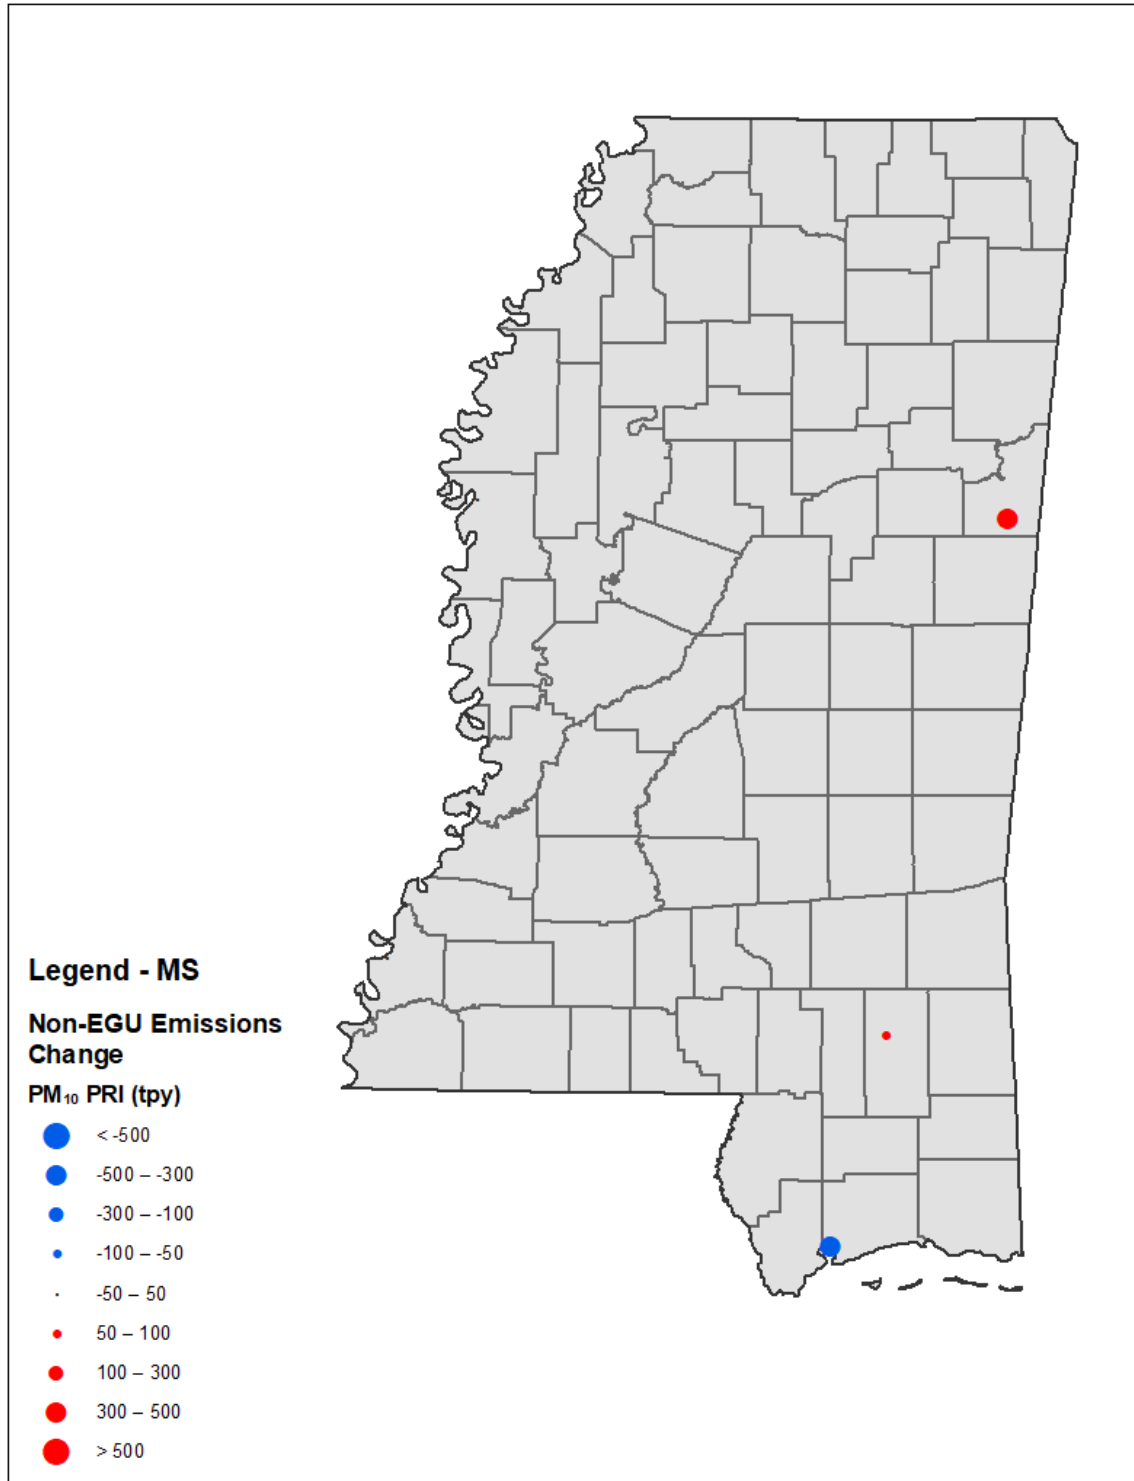 Legend - MS
Non-EGU Emissions
Change
PM₁₀ PRI (tpy)
< -500
-500 – -300
-300 – -100
-100 – -50
-50 – 50
50 – 100
100 – 300
300 – 500
> 500